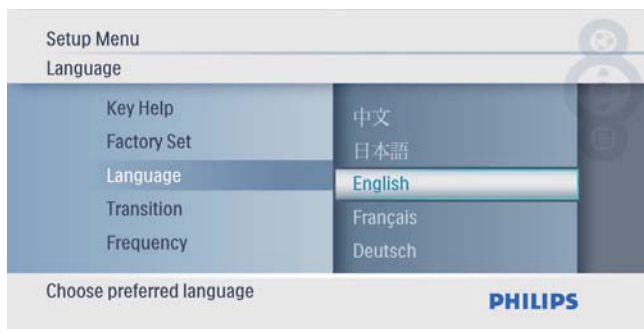 Setup Menu
Language
Key Help
Factory Set
Language
Transition
Frequency
中文
日本語
English
Français
Deutsch
Choose preferred language
PHILIPS